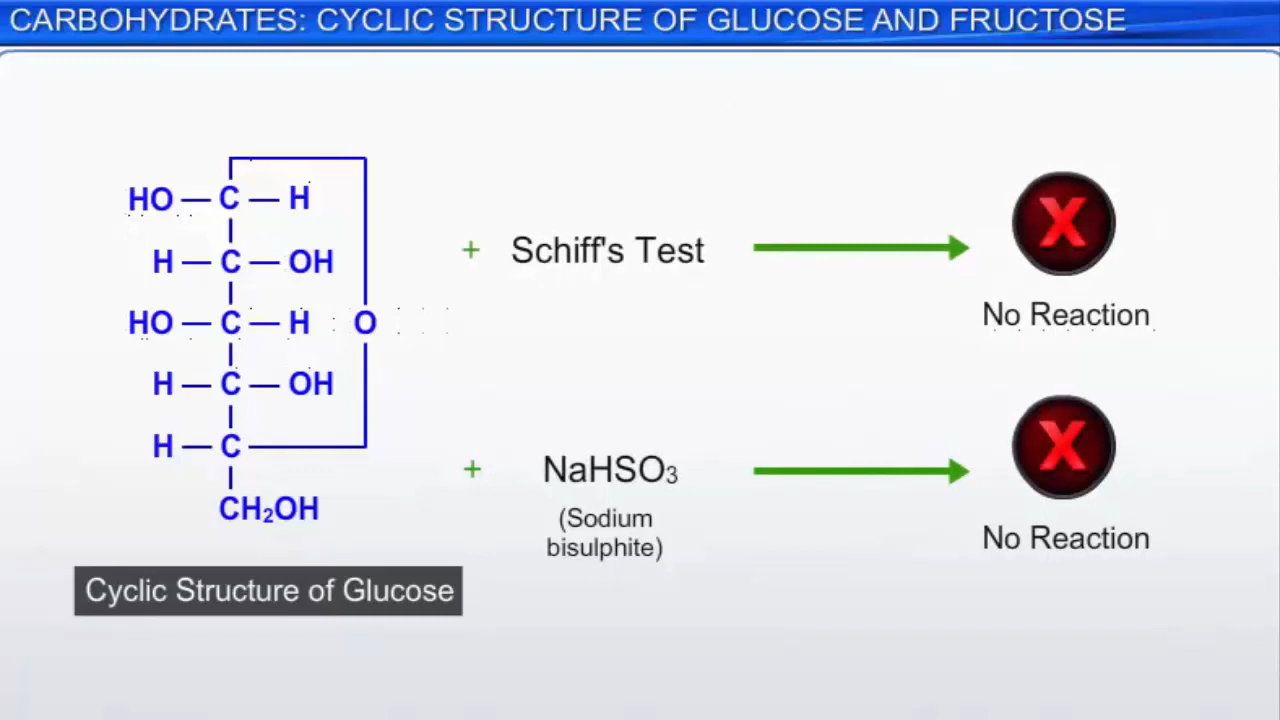 CARBOHYDRATES: CYCLIC STRUCTURE OF GLUCOSE AND FRUCTOSE
HO — C — H
H — C — OH
HO — C — H O
H — C — OH
H — C
CH₂OH
Cyclic Structure of Glucose
+ Schiff's Test
X
No Reaction
+ NaHSO₃
(Sodium
bisulphite)
X
No Reaction